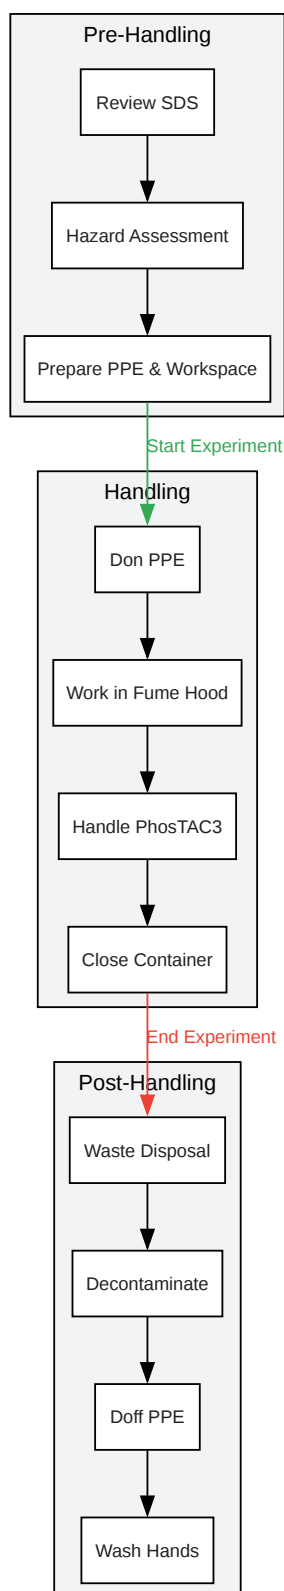 Pre-Handling
Review SDS
Hazard Assessment
Prepare PPE & Workspace
Start Experiment
Handling
Don PPE
Work in Fume Hood
Handle PhosTAC3
Close Container
End Experiment
Post-Handling
Waste Disposal
Decontaminate
Doff PPE
Wash Hands